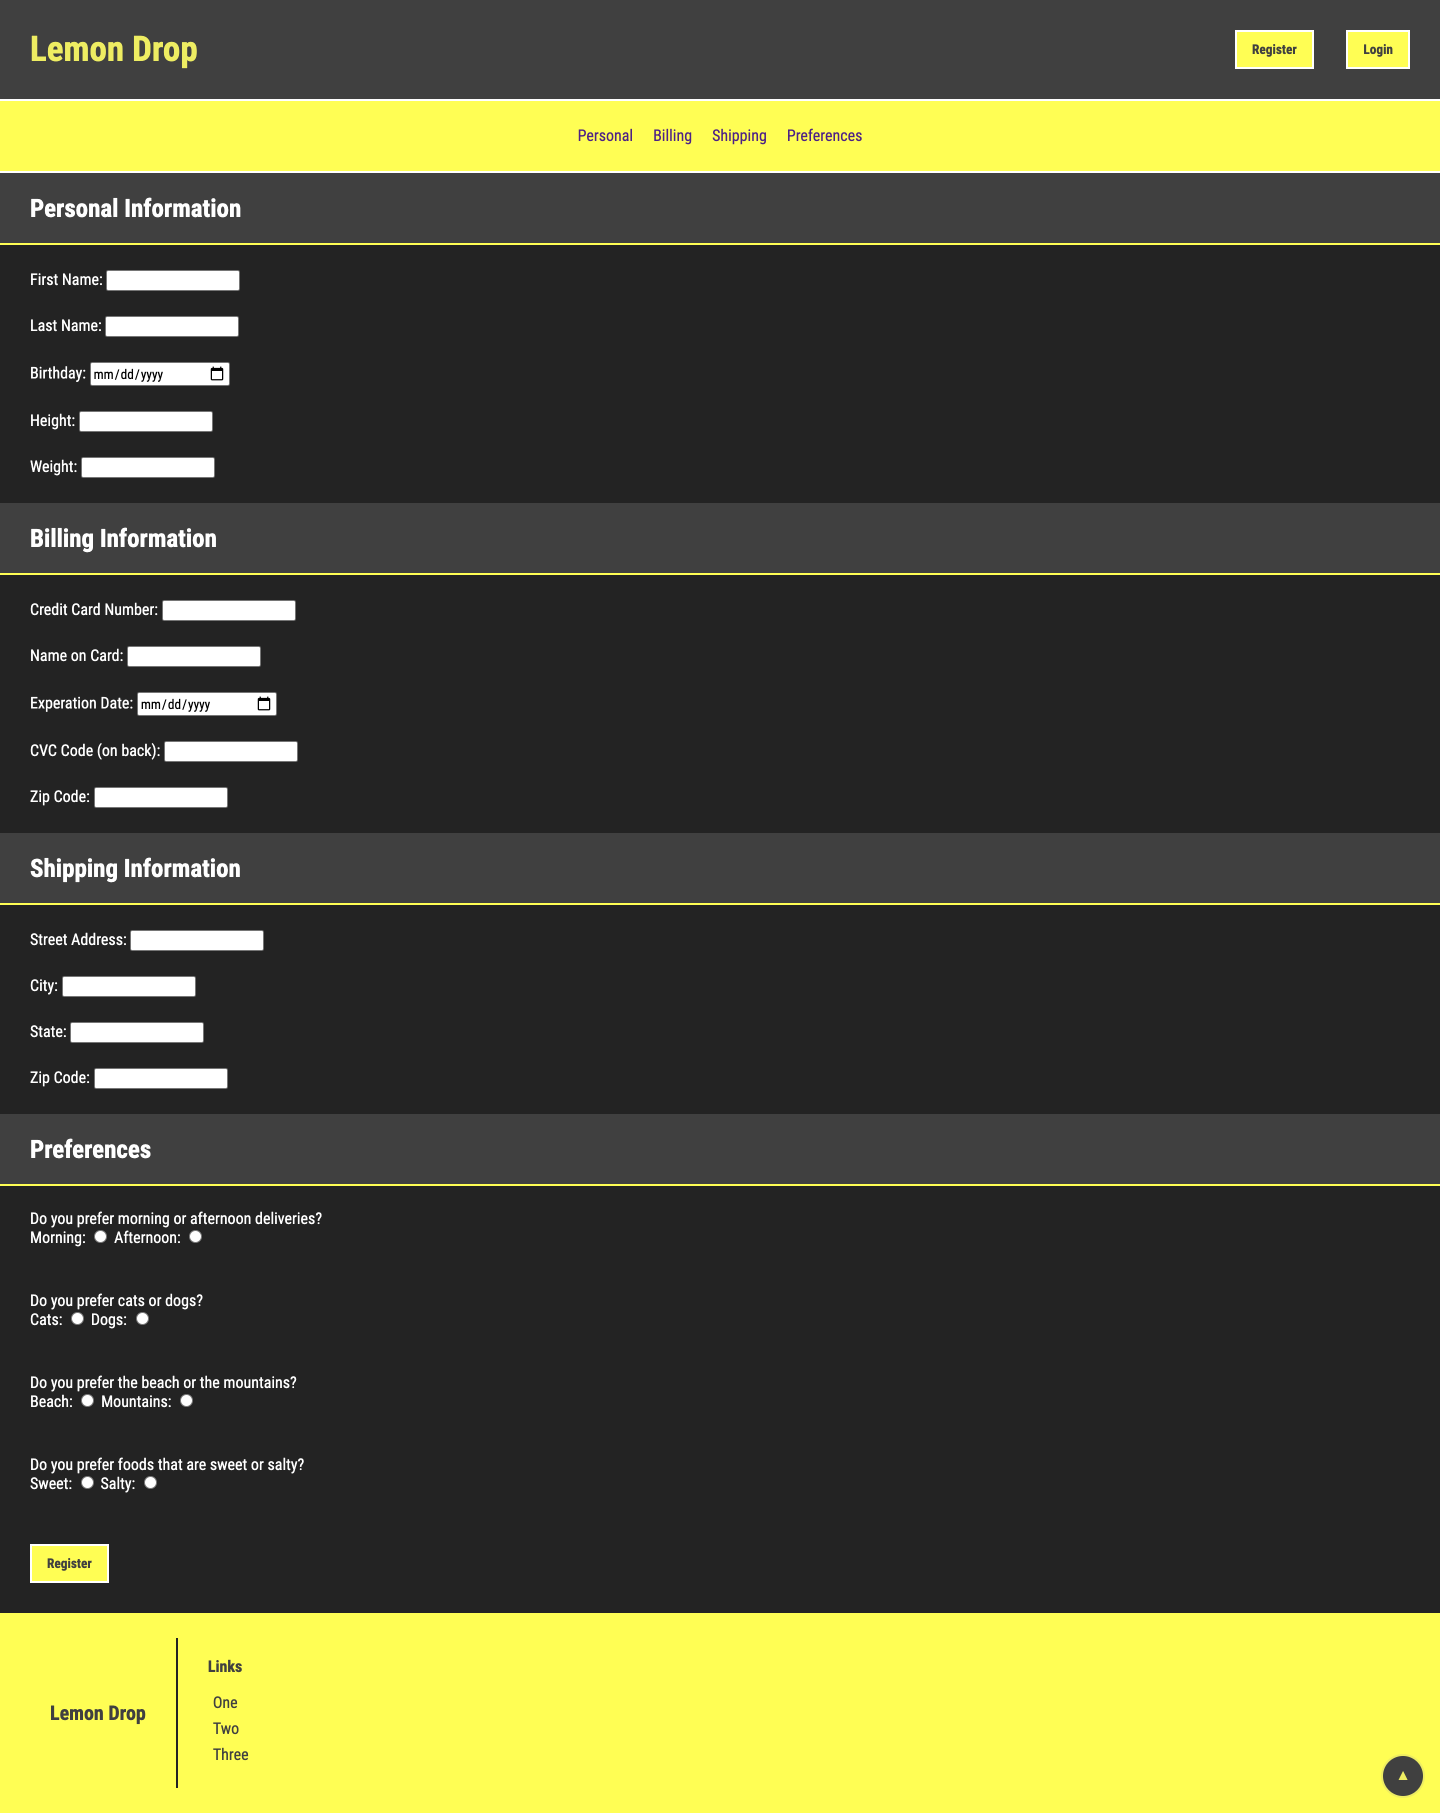 Lemon Drop
Register Login
Personal Billing Shipping Preferences
Personal Information
First Name:
Last Name:
Birthday: mm/dd/yyyy
Height:
Weight:
Billing Information
Credit Card Number:
Name on Card:
Experation Date: mm/dd/yyyy
CVC Code (on back):
Zip Code:
Shipping Information
Street Address:
City:
State:
Zip Code:
Preferences
Do you prefer morning or afternoon deliveries?
Morning: Afternoon:
Do you prefer cats or dogs?
Cats: Dogs:
Do you prefer the beach or the mountains?
Beach: Mountains:
Do you prefer foods that are sweet or salty?
Sweet: Salty:
Register
Lemon Drop
Links
One
Two
Three
▲